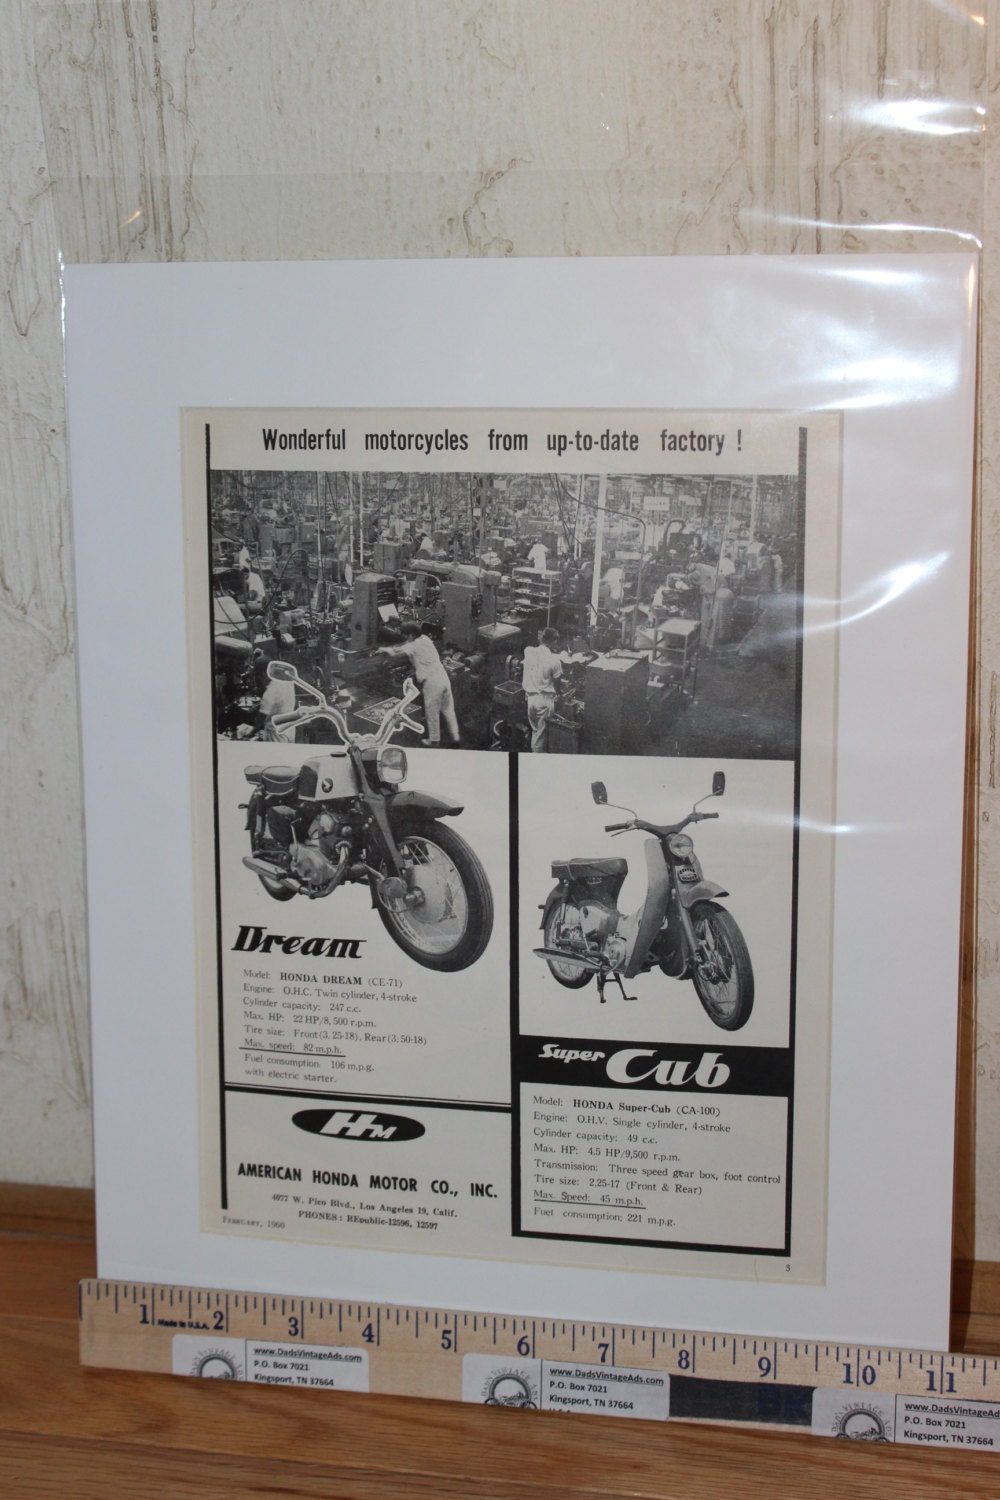 Wonderful motorcycles from up-to-date factory !
Dream
Model: HONDA DREAM (CE-71)
Engine: O.H.C. Twin cylinder, 4-stroke
Cylinder capacity: 247 c.c.
Max. HP: 22 HP/8,500 r.p.m.
Tire size: Front(3.25-18), Rear(3.50-18)
Max. speed: 82 m.p.h.
Fuel consumption: 106 m.p.g.
with electric starter.
HM
AMERICAN HONDA MOTOR CO., INC.
4077 W. Pico Blvd., Los Angeles 19, Calif.
PHONES : REpublic-12596, 12597
FEBRUARY, 1960
Super Cub
Model: HONDA Super-Cub (CA-100)
Engine: O.H.V. Single cylinder, 4-stroke
Cylinder capacity: 49 c.c.
Max. HP: 4.5 HP/9,500 r.p.m.
Transmission: Three speed gear box, foot control
Tire size: 2.25-17 (Front & Rear)
Max. Speed: 45 m.p.h.
Fuel consumption: 221 m.p.g.
3
1 2 3 4 5 6 7 8 9 10 11
Made in U.S.A.
www.DadsVintageAds.com
P.O. Box 7021
Kingsport, TN 37664
www.DadsVintageAds.com
P.O. Box 7021
Kingsport, TN 37664
www.DadsVintageAds
P.O. Box 7021
Kingsport, TN 37664